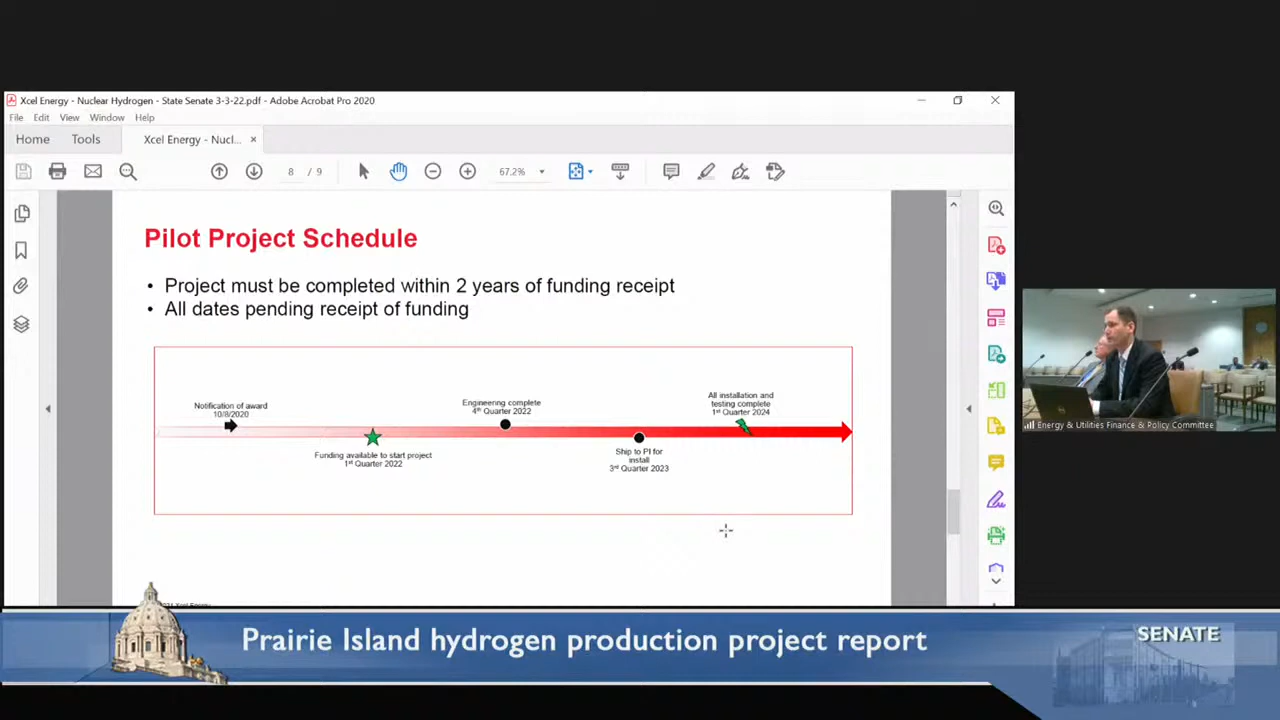 Xcel Energy - Nuclear Hydrogen - State Senate 3-3-22.pdf - Adobe Acrobat Pro 2020
File Edit View Window Help
Home Tools Xcel Energy - Nucl... ×
8 / 9 67.2%
Pilot Project Schedule
• Project must be completed within 2 years of funding receipt
• All dates pending receipt of funding
Notification of award
10/8/2020
Funding available to start project
1st Quarter 2022
Engineering complete
4th Quarter 2022
Ship to PI for
install
3rd Quarter 2023
All installation and
testing complete
1st Quarter 2024
Energy & Utilities Finance & Policy Committee
Xcel Energy
Prairie Island hydrogen production project report
SENATE